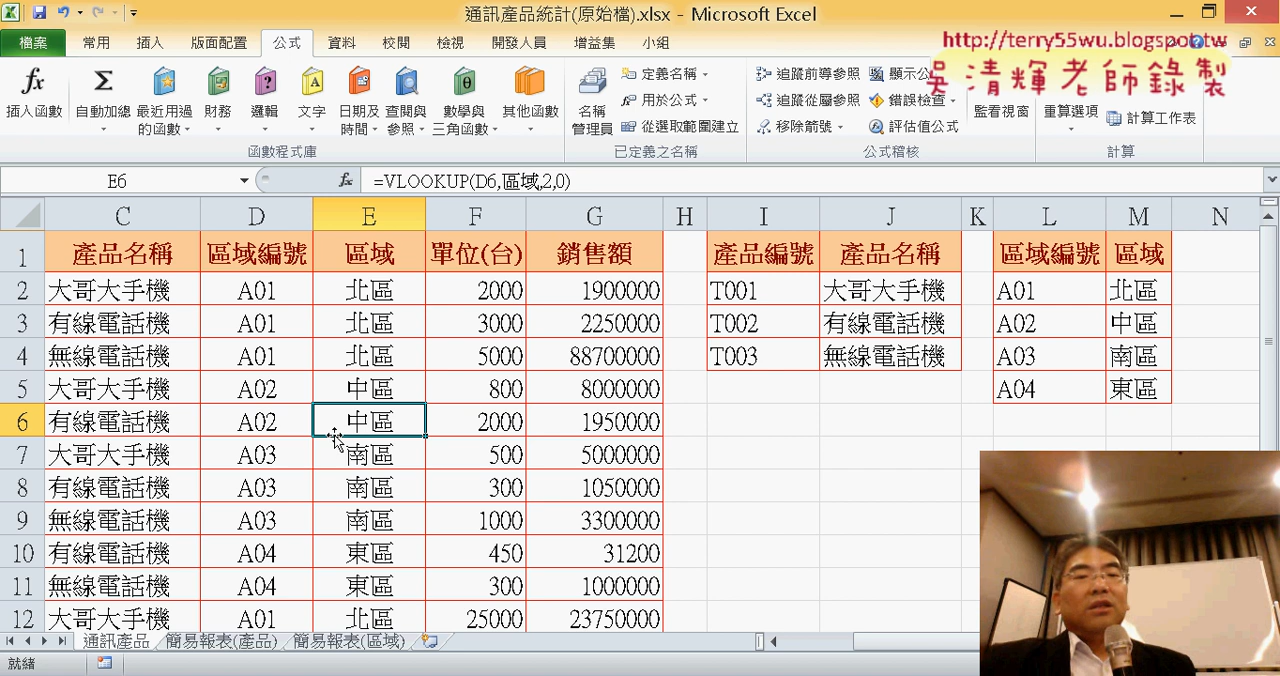 通訊產品統計(原始檔).xlsx - Microsoft Excel
http://terry55wu.blogspot.tw
吳清輝老師錄製
檔案 常用 插入 版面配置 公式 資料 校閱 檢視 開發人員 增益集 小組
插入函數 自動加總 最近用過的函數 財務 邏輯 文字 日期及時間 查閱與參照 數學與三角函數 其他函數
函數程式庫
名稱管理員 定義名稱 用於公式 從選取範圍建立
已定義之名稱
追蹤前導參照 追蹤從屬參照 移除箭號 顯示公 錯誤檢查 評估值公式 監看視窗
公式稽核
重算選項 計算工作表
計算
E6 fx =VLOOKUP(D6,區域,2,0)
C D E F G H I J K L M N
1 產品名稱 區域編號 區域 單位(台) 銷售額 產品編號 產品名稱 區域編號 區域
2 大哥大手機 A01 北區 2000 1900000 T001 大哥大手機 A01 北區
3 有線電話機 A01 北區 3000 2250000 T002 有線電話機 A02 中區
4 無線電話機 A01 北區 5000 88700000 T003 無線電話機 A03 南區
5 大哥大手機 A02 中區 800 8000000 A04 東區
6 有線電話機 A02 中區 2000 1950000
7 大哥大手機 A03 南區 500 5000000
8 有線電話機 A03 南區 300 1050000
9 無線電話機 A03 南區 1000 3300000
10 有線電話機 A04 東區 450 31200
11 無線電話機 A04 東區 300 1000000
12 大哥大手機 A01 北區 25000 23750000
通訊產品 簡易報表(產品) 簡易報表(區域)
就緒